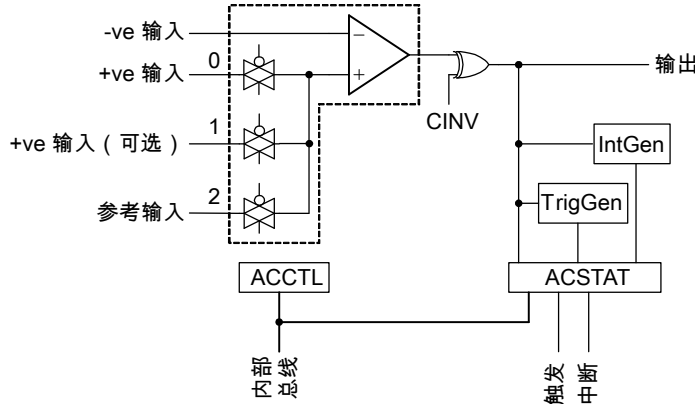 -ve 输入
−
+ve 输入
0
+
输出
CINV
+ve 输入（可选）
1
IntGen
参考输入
2
TrigGen
ACCTL
ACSTAT
内部
总线
触发
中断